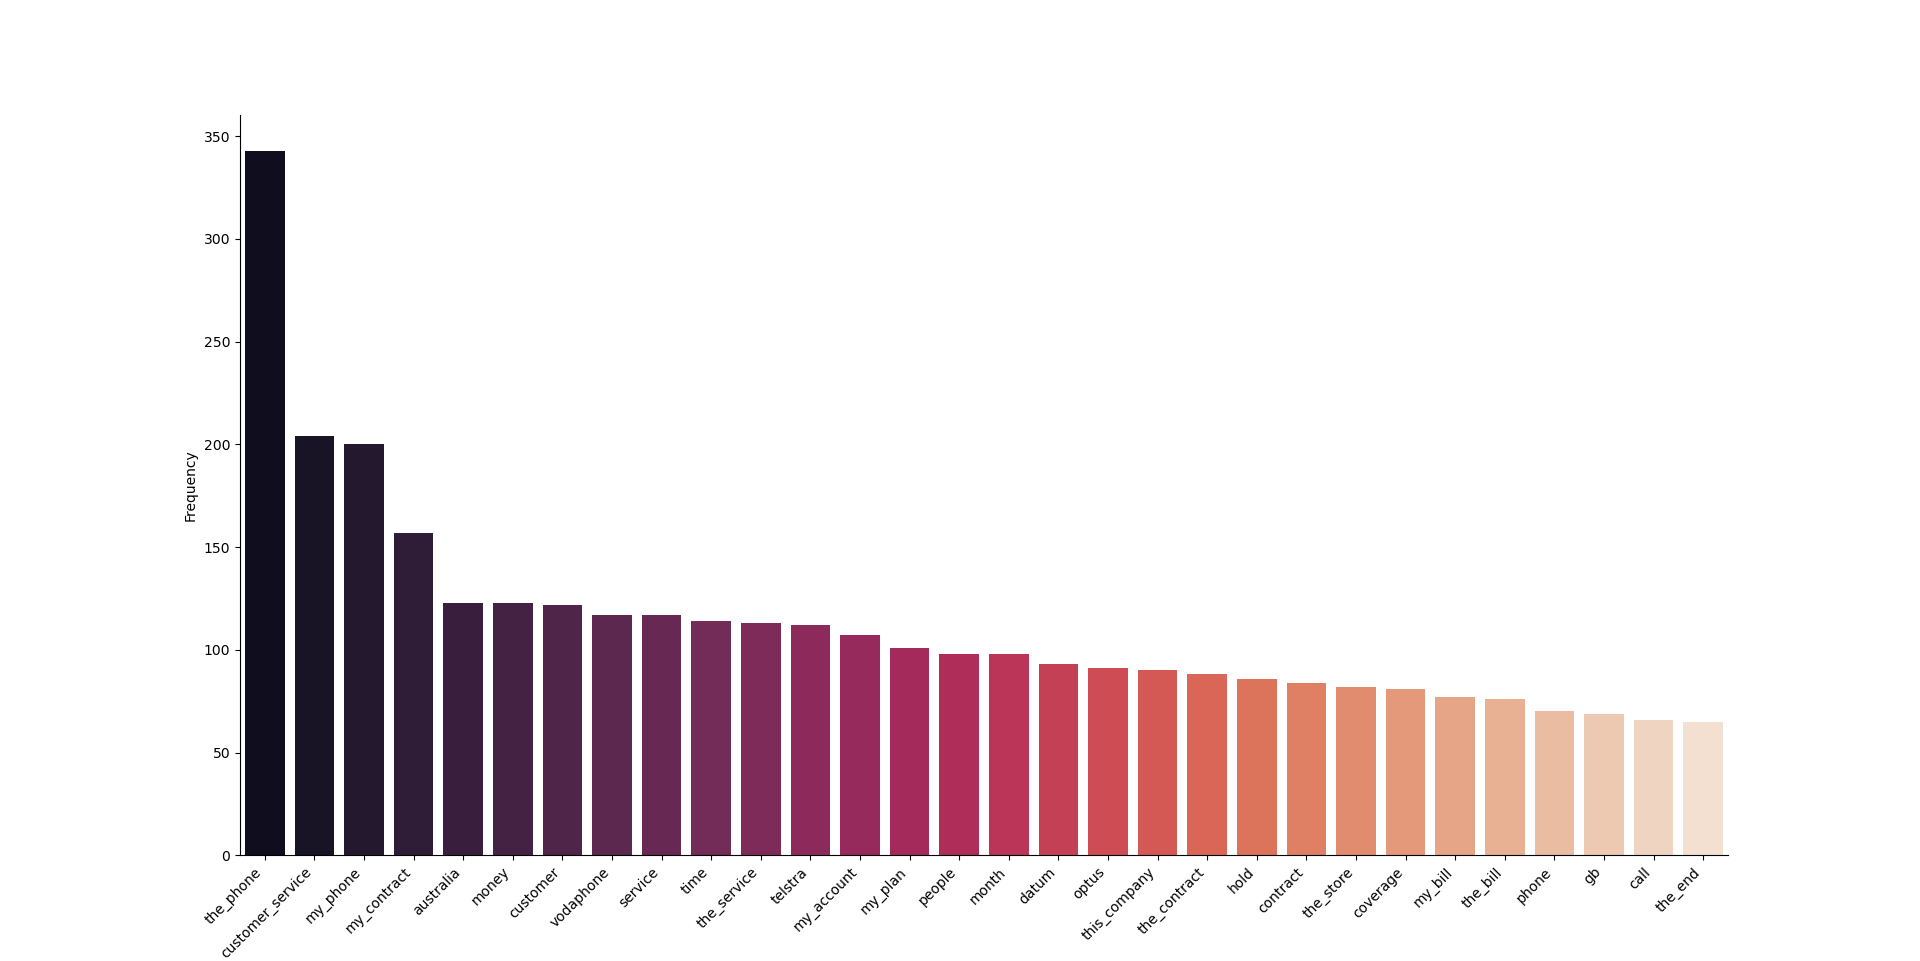 350
300
250
200
150
100
50
0
Frequency
the_phone
customer_service
my_phone
my_contract
australia
money
customer
vodaphone
service
time
the_service
telstra
my_account
my_plan
people
month
datum
optus
this_company
the_contract
hold
contract
the_store
coverage
my_bill
the_bill
phone
gb
call
the_end